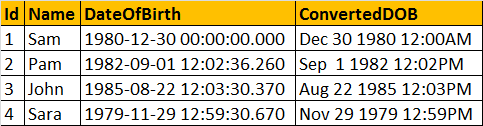 Id Name DateOfBirth ConvertedDOB
1 Sam 1980-12-30 00:00:00.000 Dec 30 1980 12:00AM
2 Pam 1982-09-01 12:02:36.260 Sep  1 1982 12:02PM
3 John 1985-08-22 12:03:30.370 Aug 22 1985 12:03PM
4 Sara 1979-11-29 12:59:30.670 Nov 29 1979 12:59PM